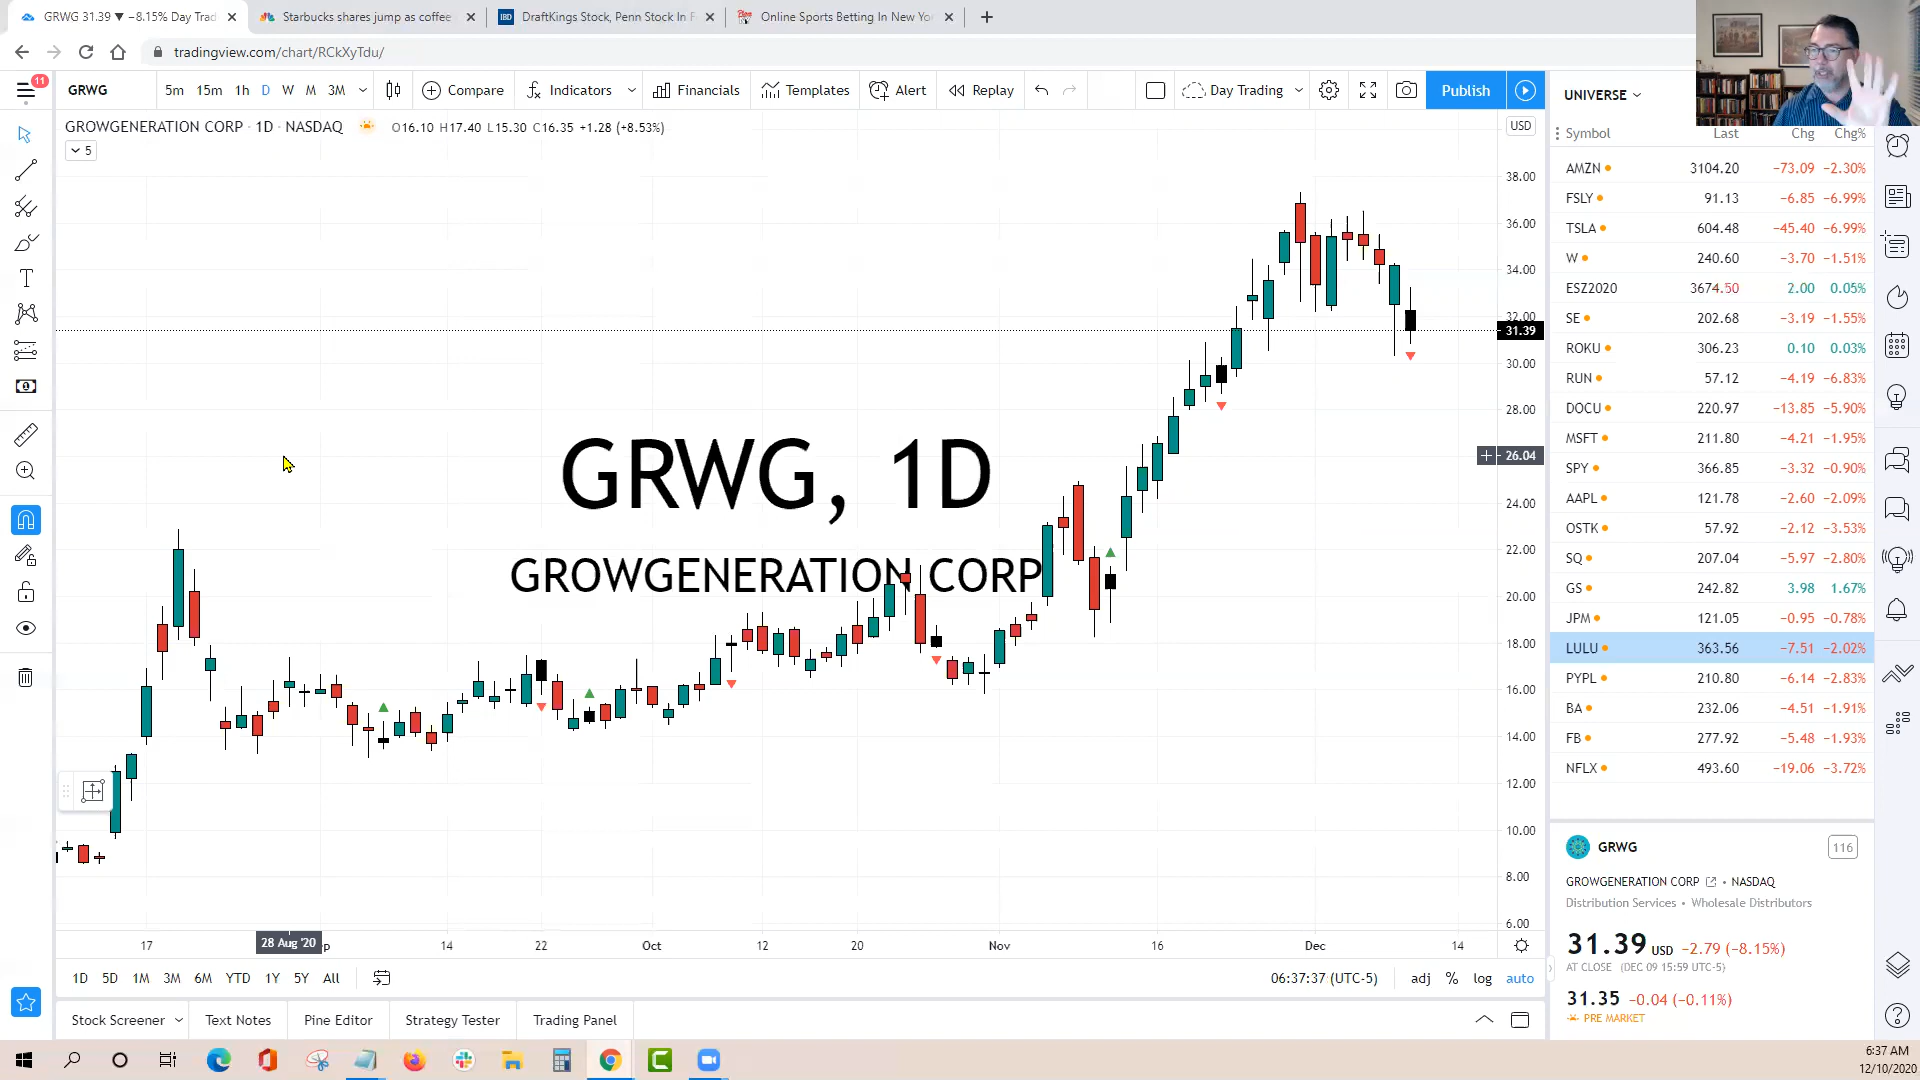 GRWG 31.39 ▼ −8.15% Day Trad
Starbucks shares jump as coffee
IBD DraftKings Stock, Penn Stock In F
Online Sports Betting In New Yo
tradingview.com/chart/RCkXyTdu/
11
GRWG 5m 15m 1h D W M 3M Compare Indicators Financials Templates Alert Replay Day Trading Publish
GROWGENERATION CORP · 1D · NASDAQ O16.10 H17.40 L15.30 C16.35 +1.28 (+8.53%)
5
USD
38.00
36.00
34.00
32.00
31.39
30.00
28.00
26.04
24.00
22.00
20.00
18.00
16.00
14.00
12.00
10.00
8.00
6.00
GRWG, 1D
GROWGENERATION CORP
17 28 Aug '20 14 22 Oct 12 20 Nov 16 Dec 14
1D 5D 1M 3M 6M YTD 1Y 5Y All 06:37:37 (UTC-5) adj % log auto
Stock Screener Text Notes Pine Editor Strategy Tester Trading Panel
UNIVERSE
Symbol Last Chg Chg%
AMZN 3104.20 −73.09 −2.30%
FSLY 91.13 −6.85 −6.99%
TSLA 604.48 −45.40 −6.99%
W 240.60 −3.70 −1.51%
ESZ2020 3674.50 2.00 0.05%
SE 202.68 −3.19 −1.55%
ROKU 306.23 0.10 0.03%
RUN 57.12 −4.19 −6.83%
DOCU 220.97 −13.85 −5.90%
MSFT 211.80 −4.21 −1.95%
SPY 366.85 −3.32 −0.90%
AAPL 121.78 −2.60 −2.09%
OSTK 57.92 −2.12 −3.53%
SQ 207.04 −5.97 −2.80%
GS 242.82 3.98 1.67%
JPM 121.05 −0.95 −0.78%
LULU 363.56 −7.51 −2.02%
PYPL 210.80 −6.14 −2.83%
BA 232.06 −4.51 −1.91%
FB 277.92 −5.48 −1.93%
NFLX 493.60 −19.06 −3.72%
GRWG 116
GROWGENERATION CORP • NASDAQ
Distribution Services • Wholesale Distributors
31.39 USD −2.79 (−8.15%)
AT CLOSE (DEC 09 15:59 UTC-5)
31.35 −0.04 (−0.11%)
PRE MARKET
6:37 AM
12/10/2020